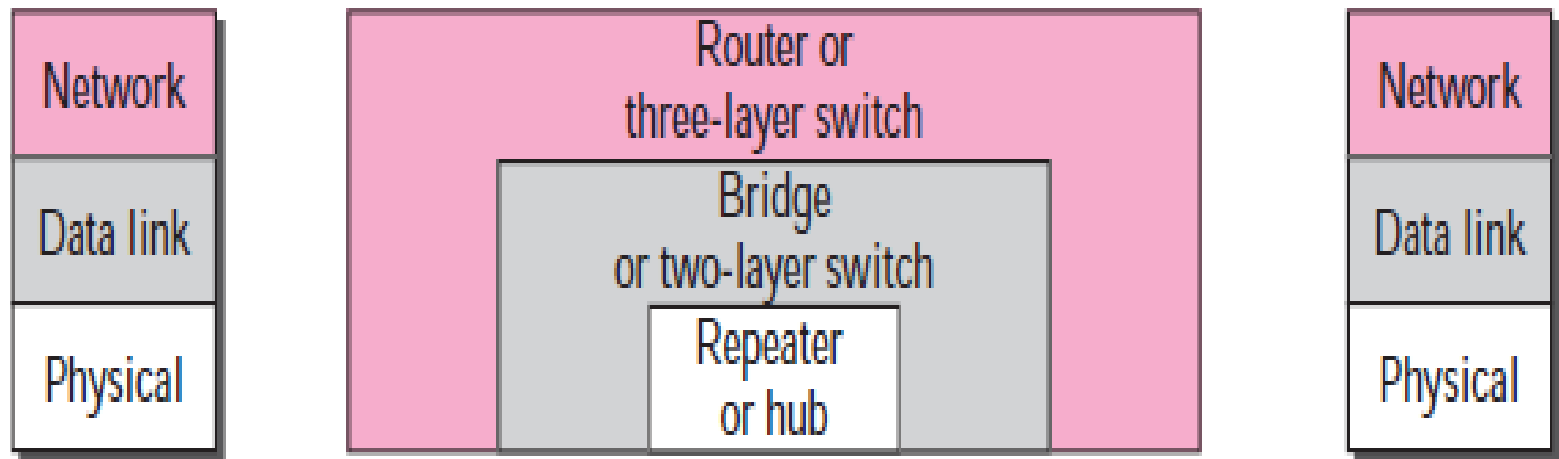 Network
Data link
Physical
Router or
three-layer switch
Bridge
or two-layer switch
Repeater
or hub
Network
Data link
Physical